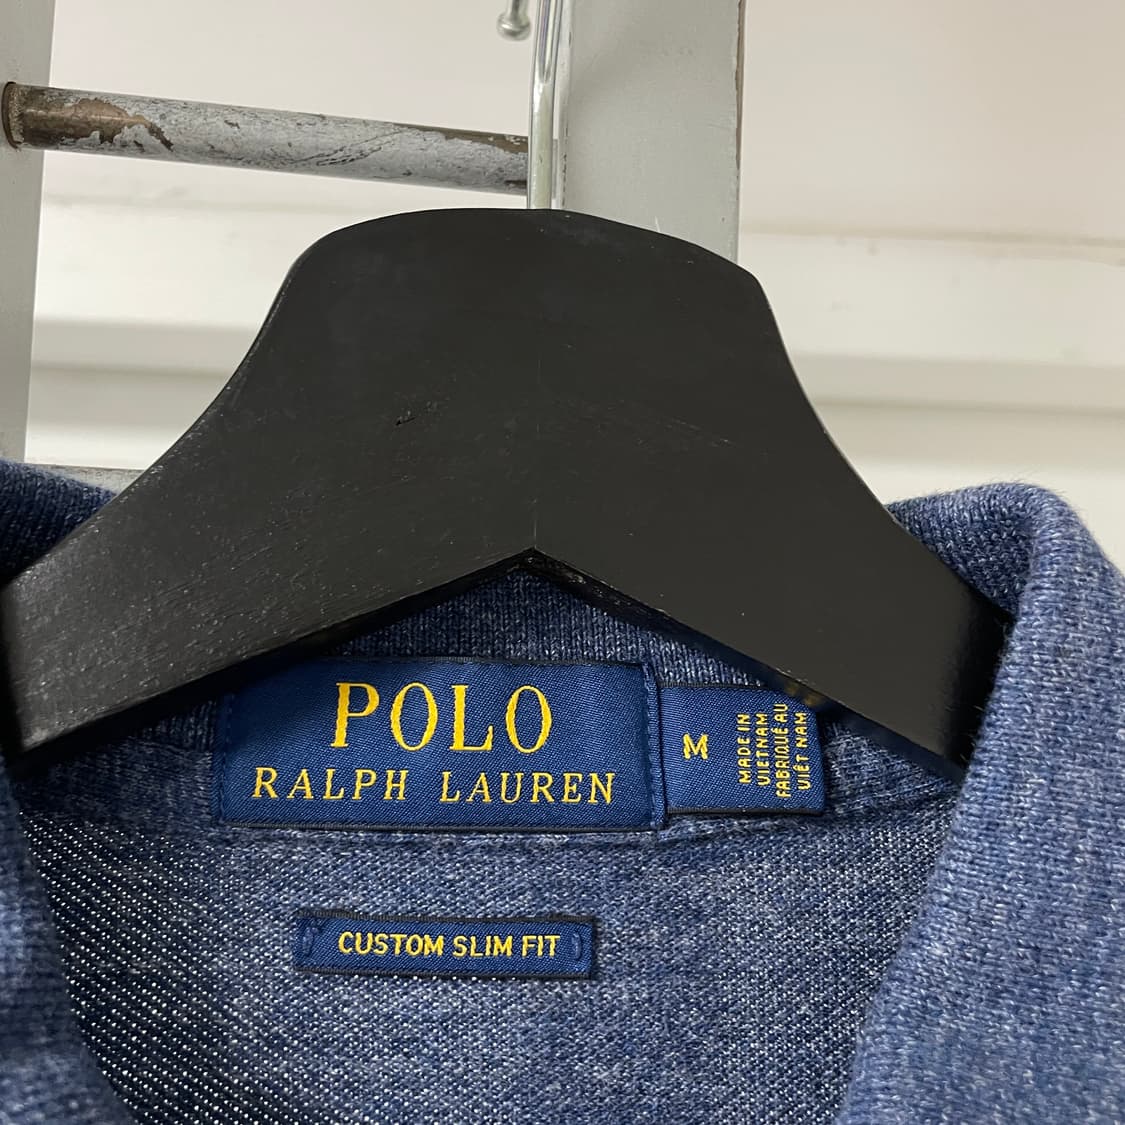 POLO
RALPH LAUREN
M
MADE IN
VIETNAM
FABRIQUÉ AU
VIÊT NAM
CUSTOM SLIM FIT